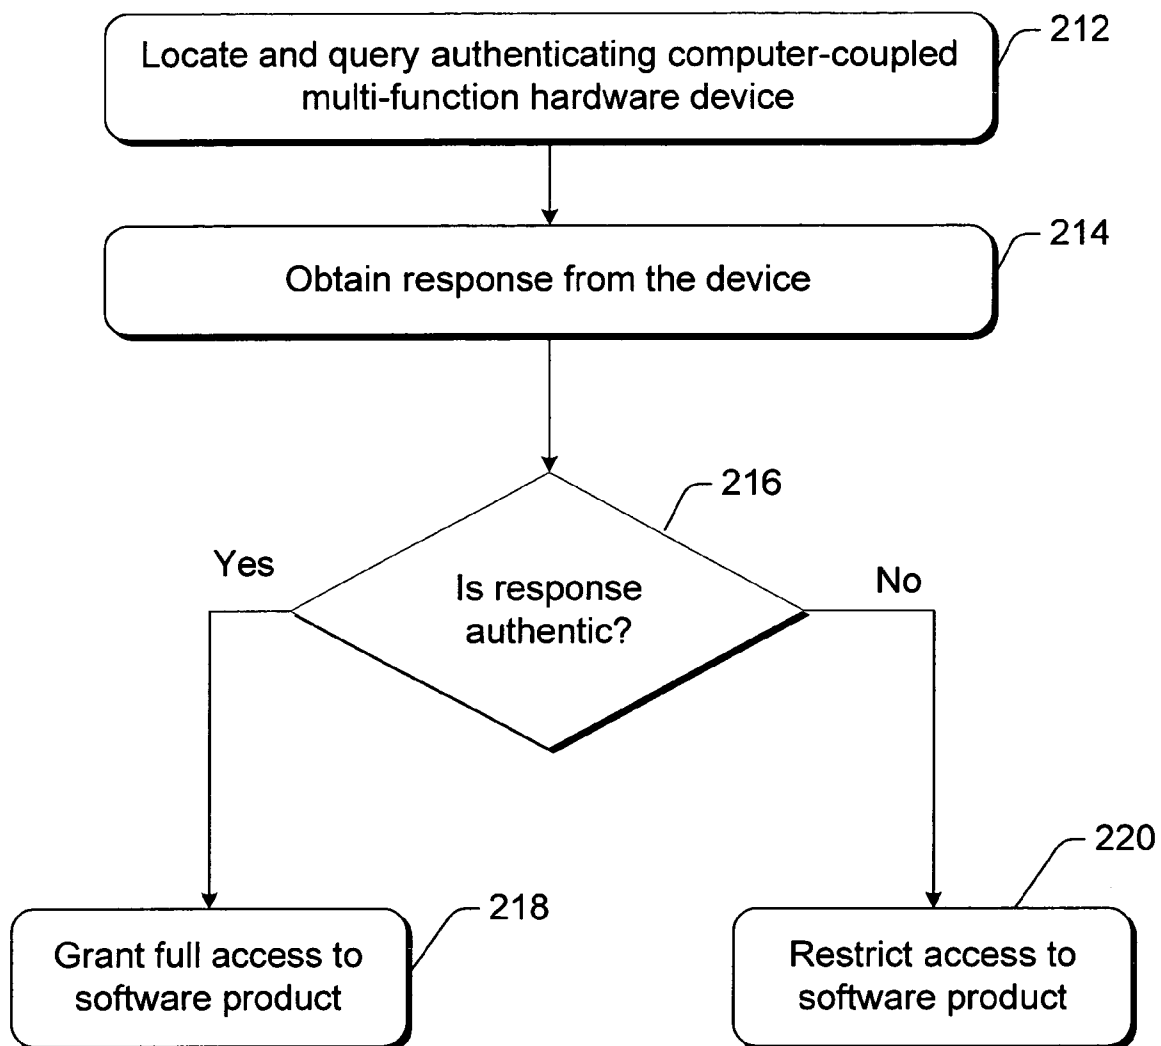 212
Locate and query authenticating computer-coupled
multi-function hardware device
214
Obtain response from the device
216
Yes
Is response
authentic?
No
218
Grant full access to
software product
220
Restrict access to
software product